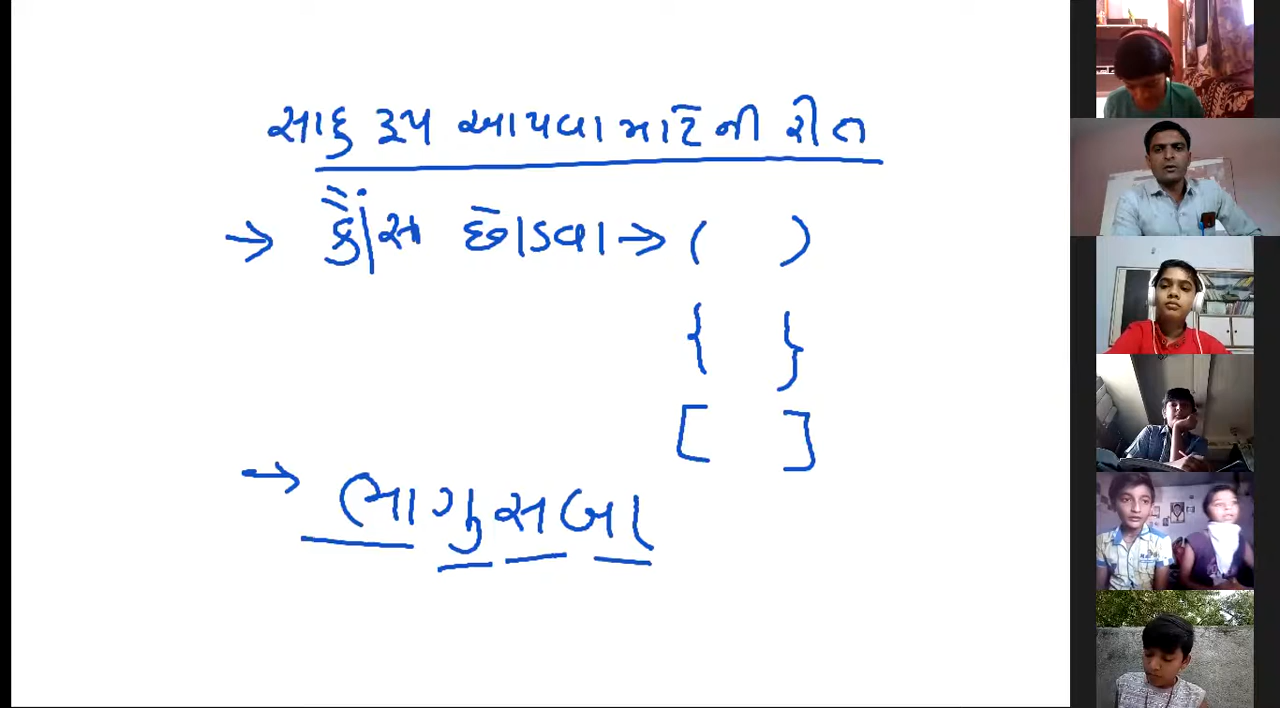 સાદુ રૂપ આપવા માટેની રીત
→ કૌંસ છોડવા → ( )
{ }
[ ]
→ ભાગુસબા